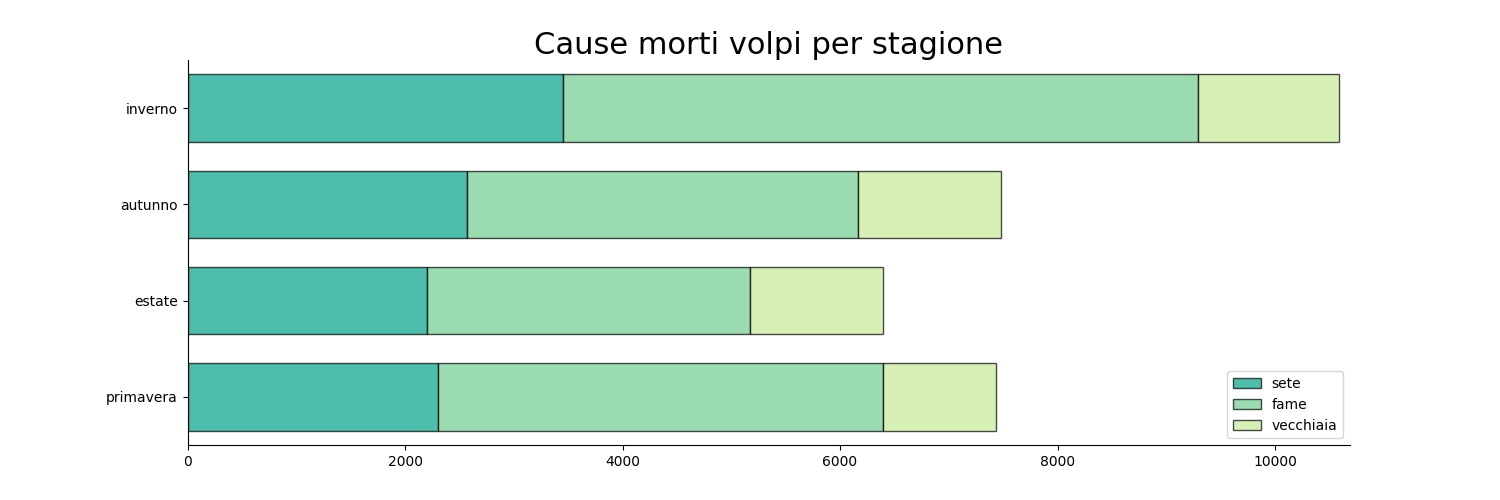 Cause morti volpi per stagione
inverno
autunno
estate
primavera
sete
fame
vecchiaia
0 2000 4000 6000 8000 10000